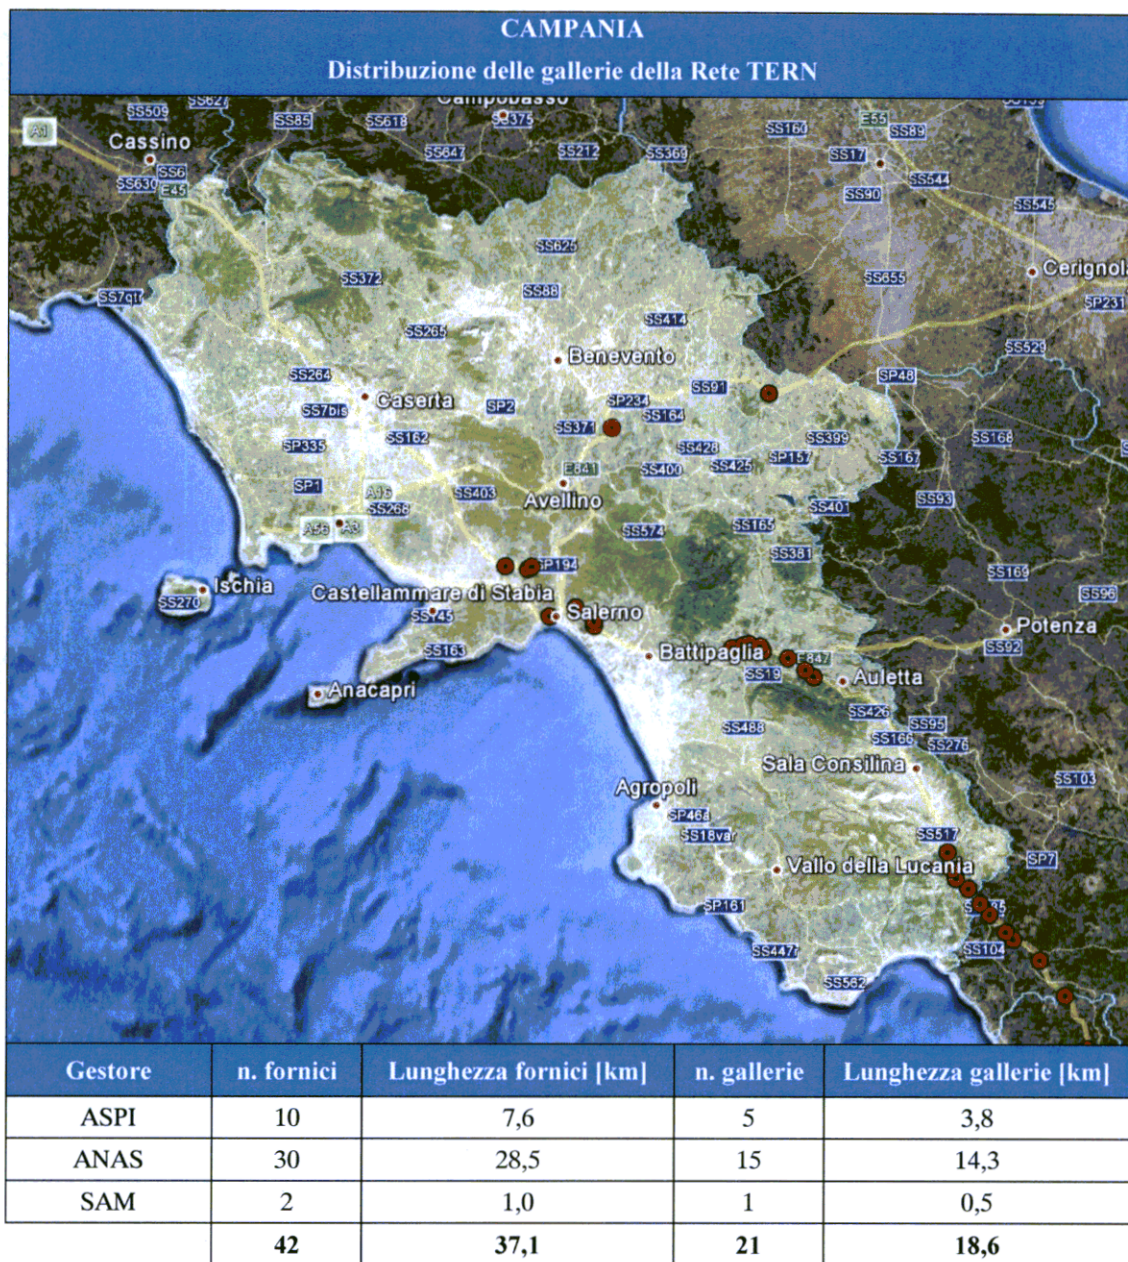 CAMPANIA
Distribuzione delle gallerie della Rete TERN
SS627
SS509
SS85
SS618
Campobasso
SS375
E55
SS160
SS89
A1
Cassino
SS6
SS630
E45
SS647
SS212
SS369
SS17
SS544
SS90
SS545
SS625
SS372
SS88
SS655
Cerignola
SP231
SS7qtr
SS265
SS414
SS529
Benevento
SS264
SS91
SP48
Caserta
SS7bis
SP2
SP234
SS164
SS371
SS162
SP335
SS428
SS399
SS168
SP157
SS167
SS400
SS425
E841
SP1
A16
SS403
Avellino
SS93
SS268
SS401
A56
A3
SS574
SS165
SS381
SP194
SS169
Ischia
SS270
Castellammare di Stabia
SS145
Salerno
SS96
Potenza
SS92
SS163
Battipaglia
E847
SS19
Auletta
Anacapri
SS426
SS488
SS95
SS166
SS276
Sala Consilina
SS103
Agropoli
SP46a
SS18var
SS517
SP7
Vallo della Lucania
SP161
SS447r
SS104
SS562
Gestore n. fornici Lunghezza fornici [km] n. gallerie Lunghezza gallerie [km]
ASPI 10 7,6 5 3,8
ANAS 30 28,5 15 14,3
SAM 2 1,0 1 0,5
42 37,1 21 18,6